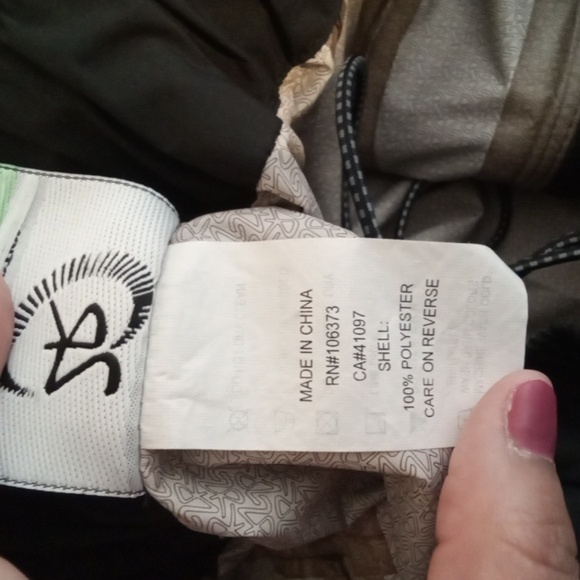 MADE IN CHINA
RN#106373
CA#41097
SHELL:
100% POLYESTER
CARE ON REVERSE